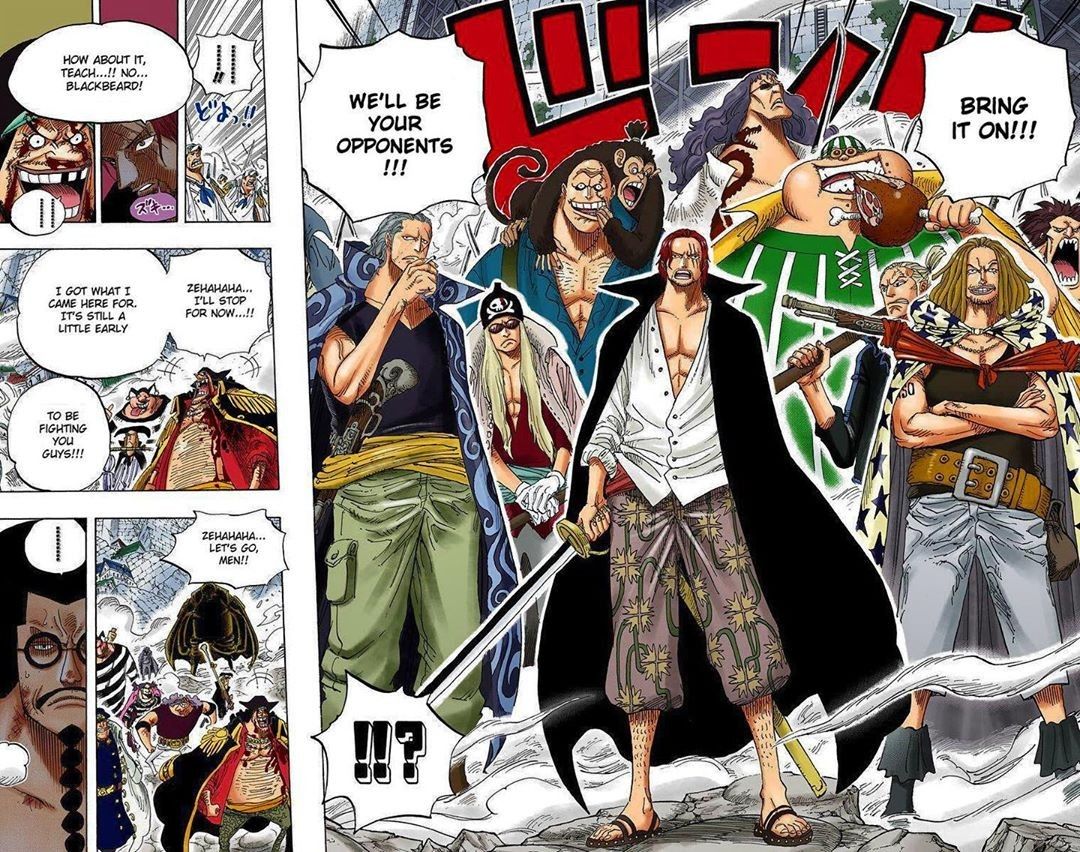 BRING
IT ON!!!
WE'LL BE
YOUR
OPPONENTS
!!!
!!?
.........!!
どよっ!!
HOW ABOUT IT,
TEACH...!! NO...
BLACKBEARD!
ズキ…
.........
ZEHAHAHA...
I'LL STOP
FOR NOW...!!
I GOT WHAT I
CAME HERE FOR.
IT'S STILL A
LITTLE EARLY
TO BE
FIGHTING
YOU
GUYS!!!
ZEHAHAHA...
LET'S GO,
MEN!!
.........